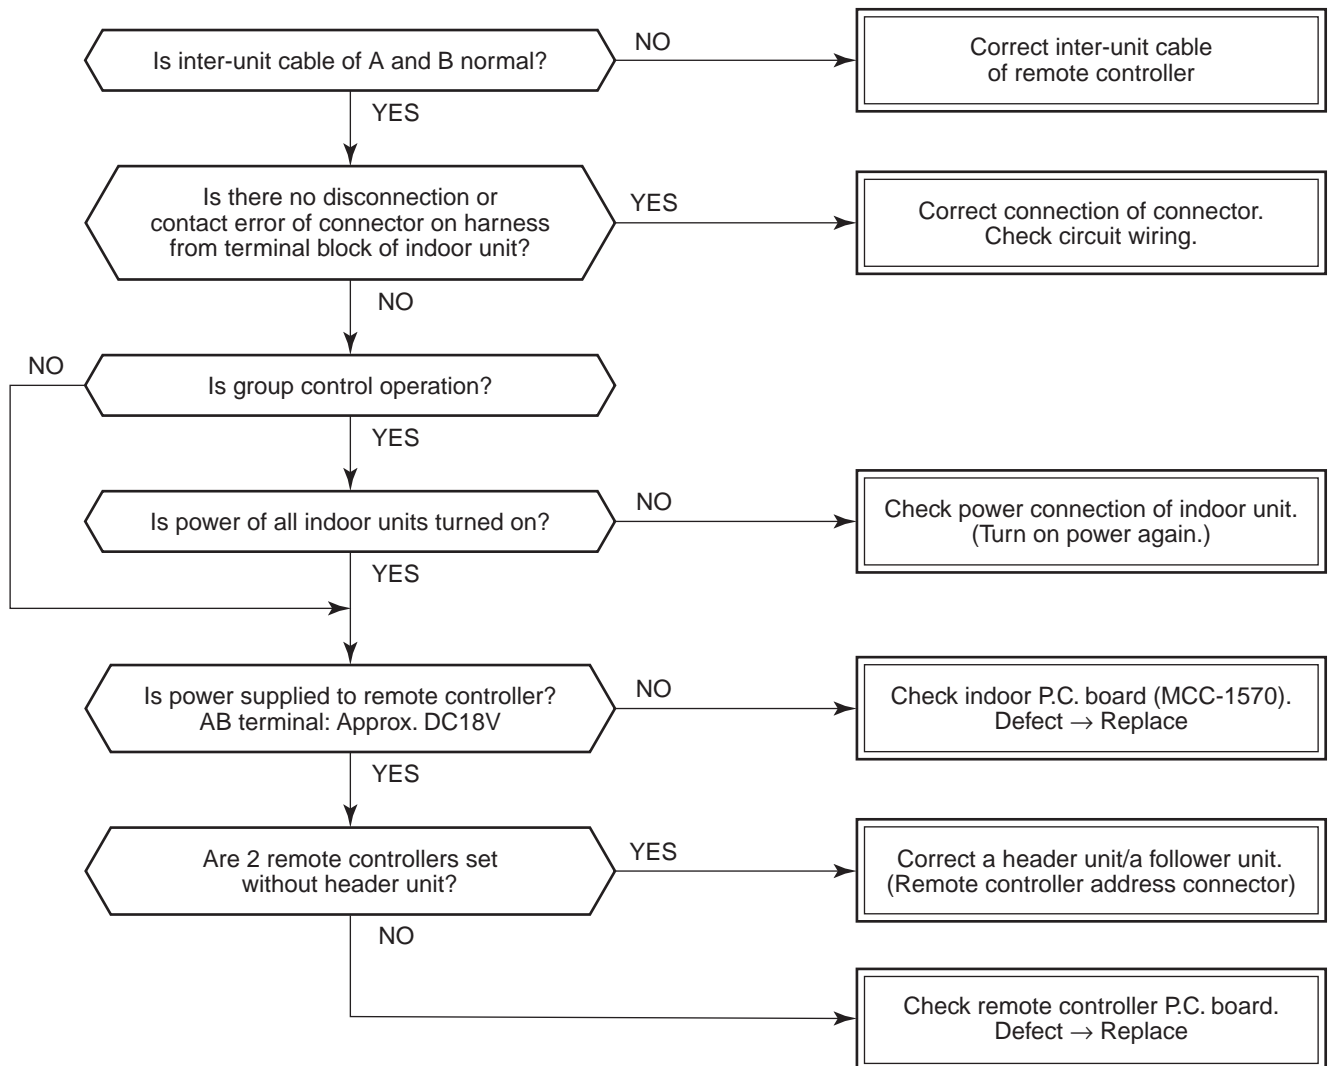 Is inter-unit cable of A and B normal?
NO
Correct inter-unit cable
of remote controller
YES
Is there no disconnection or
contact error of connector on harness
from terminal block of indoor unit?
YES
Correct connection of connector.
Check circuit wiring.
NO
NO
Is group control operation?
YES
Is power of all indoor units turned on?
NO
Check power connection of indoor unit.
(Turn on power again.)
YES
Is power supplied to remote controller?
AB terminal: Approx. DC18V
NO
Check indoor P.C. board (MCC-1570).
Defect → Replace
YES
Are 2 remote controllers set
without header unit?
YES
Correct a header unit/a follower unit.
(Remote controller address connector)
NO
Check remote controller P.C. board.
Defect → Replace